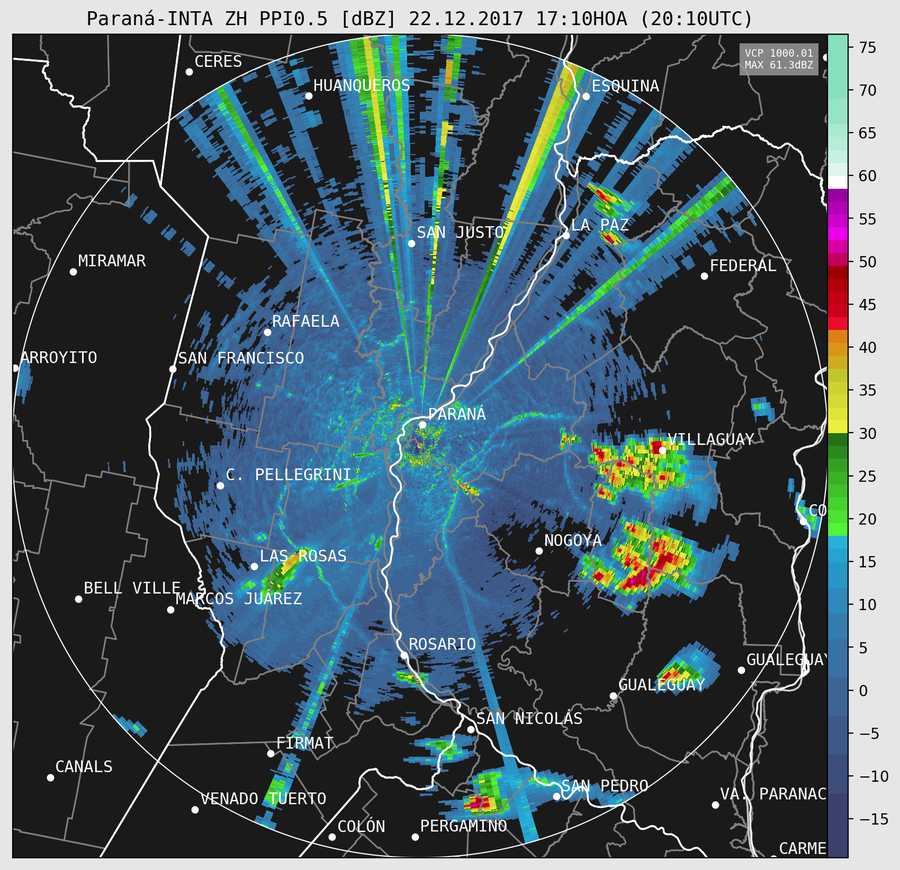 Paraná-INTA ZH PPI0.5 [dBZ] 22.12.2017 17:10HOA (20:10UTC)
VCP 1000.01
MAX 61.3dBZ
CERES
HUANQUEROS
ESQUINA
SAN JUSTO
LA PAZ
MIRAMAR
FEDERAL
RAFAELA
ARROYITO
SAN FRANCISCO
PARANÁ
VILLAGUAY
C. PELLEGRINI
CO
NOGOYA
LAS ROSAS
BELL VILLE
MARCOS JUAREZ
ROSARIO
GUALEGUAY
GUALEGUAY
SAN NICOLÁS
FIRMAT
CANALS
SAN PEDRO
VENADO TUERTO
VA. PARANAC
COLÓN
PERGAMINO
CARME
75
70
65
60
55
50
45
40
35
30
25
20
15
10
5
0
−5
−10
−15